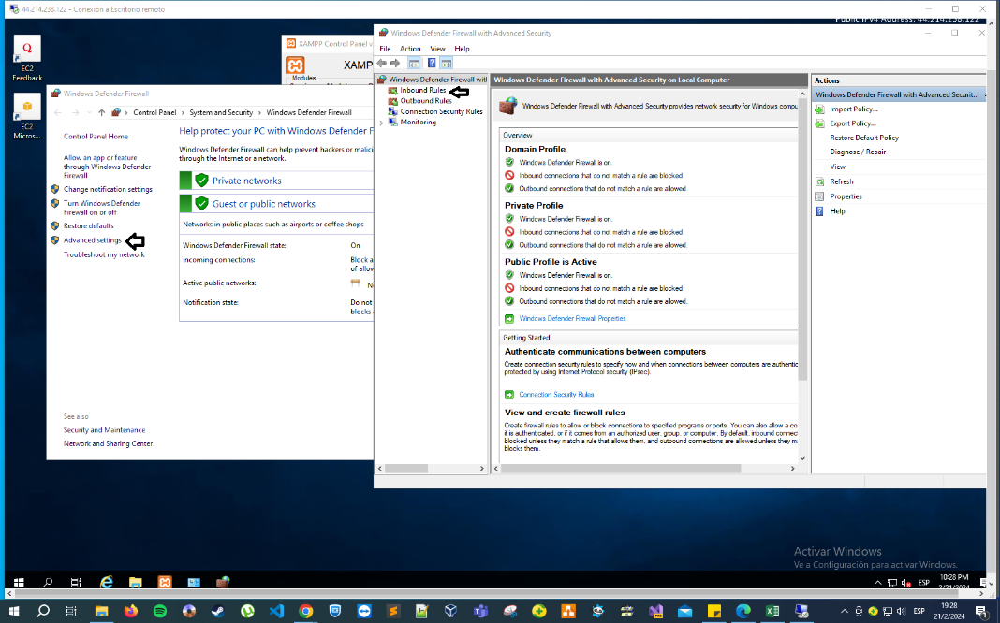 44.214.238.122 - Conexión a Escritorio remoto
Public IPv4 Address: 44.214.238.122
EC2
Feedback
EC2
Micros...
XAMPP Control Panel v
XAMP
Modules
Windows Defender Firewall
Control Panel > System and Security > Windows Defender Firewall
Control Panel Home
Allow an app or feature
through Windows Defender
Firewall
Change notification settings
Turn Windows Defender
Firewall on or off
Restore defaults
Advanced settings
Troubleshoot my network
See also
Security and Maintenance
Network and Sharing Center
Help protect your PC with Windows Defender F
Windows Defender Firewall can help prevent hackers or malici
through the Internet or a network.
Private networks
Guest or public networks
Networks in public places such as airports or coffee shops
Windows Defender Firewall state: On
Incoming connections: Block a
of allow
Active public networks: N
Notification state: Do not
blocks
Windows Defender Firewall with Advanced Security
File Action View Help
Windows Defender Firewall wit
Inbound Rules
Outbound Rules
Connection Security Rules
Monitoring
Windows Defender Firewall with Advanced Security on Local Computer
Windows Defender Firewall with Advanced Security provides network security for Windows compu
Overview
Domain Profile
Windows Defender Firewall is on.
Inbound connections that do not match a rule are blocked.
Outbound connections that do not match a rule are allowed.
Private Profile
Windows Defender Firewall is on.
Inbound connections that do not match a rule are blocked.
Outbound connections that do not match a rule are allowed.
Public Profile is Active
Windows Defender Firewall is on.
Inbound connections that do not match a rule are blocked.
Outbound connections that do not match a rule are allowed.
Windows Defender Firewall Properties
Getting Started
Authenticate communications between computers
Create connection security rules to specify how and when connections between computers are authentic
protected by using Internet Protocol security (IPsec).
Connection Security Rules
View and create firewall rules
Create firewall rules to allow or block connections to specified programs or ports. You can also allow a co
it is authenticated, or if it comes from an authorized user, group, or computer. By default, inbound connec
blocked unless they match a rule that allows them, and outbound connections are allowed unless they m
blocks them.
Actions
Windows Defender Firewall with Advanced Securit...
Import Policy...
Export Policy...
Restore Default Policy
Diagnose / Repair
View
Refresh
Properties
Help
Activar Windows
Ve a Configuración para activar Windows.
ESP
10:28 PM
2/21/2024
ESP
19:28
21/2/2024